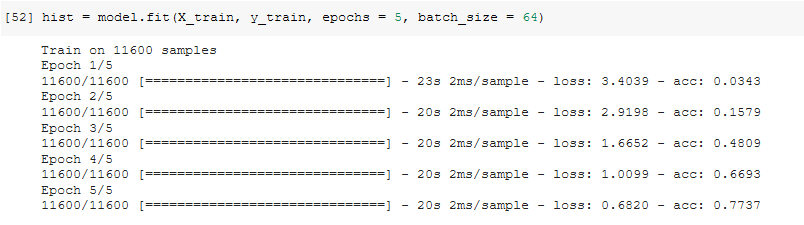 [52] hist = model.fit(X_train, y_train, epochs = 5, batch_size = 64)
Train on 11600 samples
Epoch 1/5
11600/11600 [==============================] - 23s 2ms/sample - loss: 3.4039 - acc: 0.0343
Epoch 2/5
11600/11600 [==============================] - 20s 2ms/sample - loss: 2.9198 - acc: 0.1579
Epoch 3/5
11600/11600 [==============================] - 20s 2ms/sample - loss: 1.6652 - acc: 0.4809
Epoch 4/5
11600/11600 [==============================] - 20s 2ms/sample - loss: 1.0099 - acc: 0.6693
Epoch 5/5
11600/11600 [==============================] - 20s 2ms/sample - loss: 0.6820 - acc: 0.7737